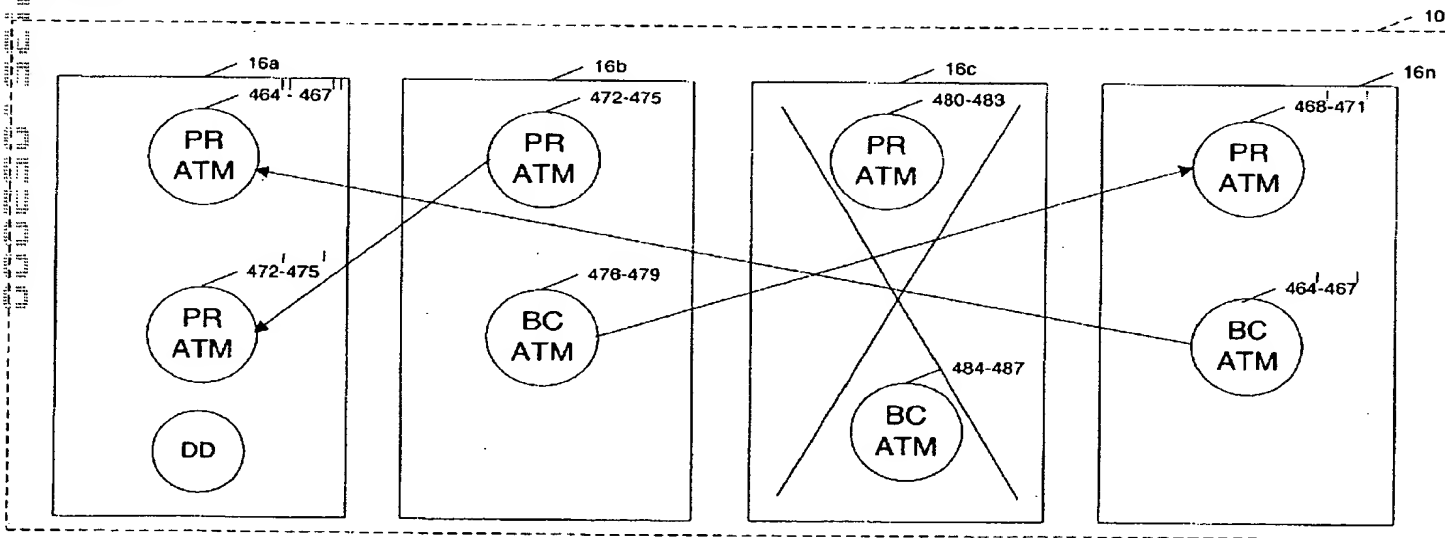 10
16a
16b
16c
16n
464''- 467''
472-475
480-483
468'-471'
PR
ATM
PR
ATM
PR
ATM
PR
ATM
472'-475'
476-479
464'-467'
PR
ATM
BC
ATM
BC
ATM
484-487
BC
ATM
DD